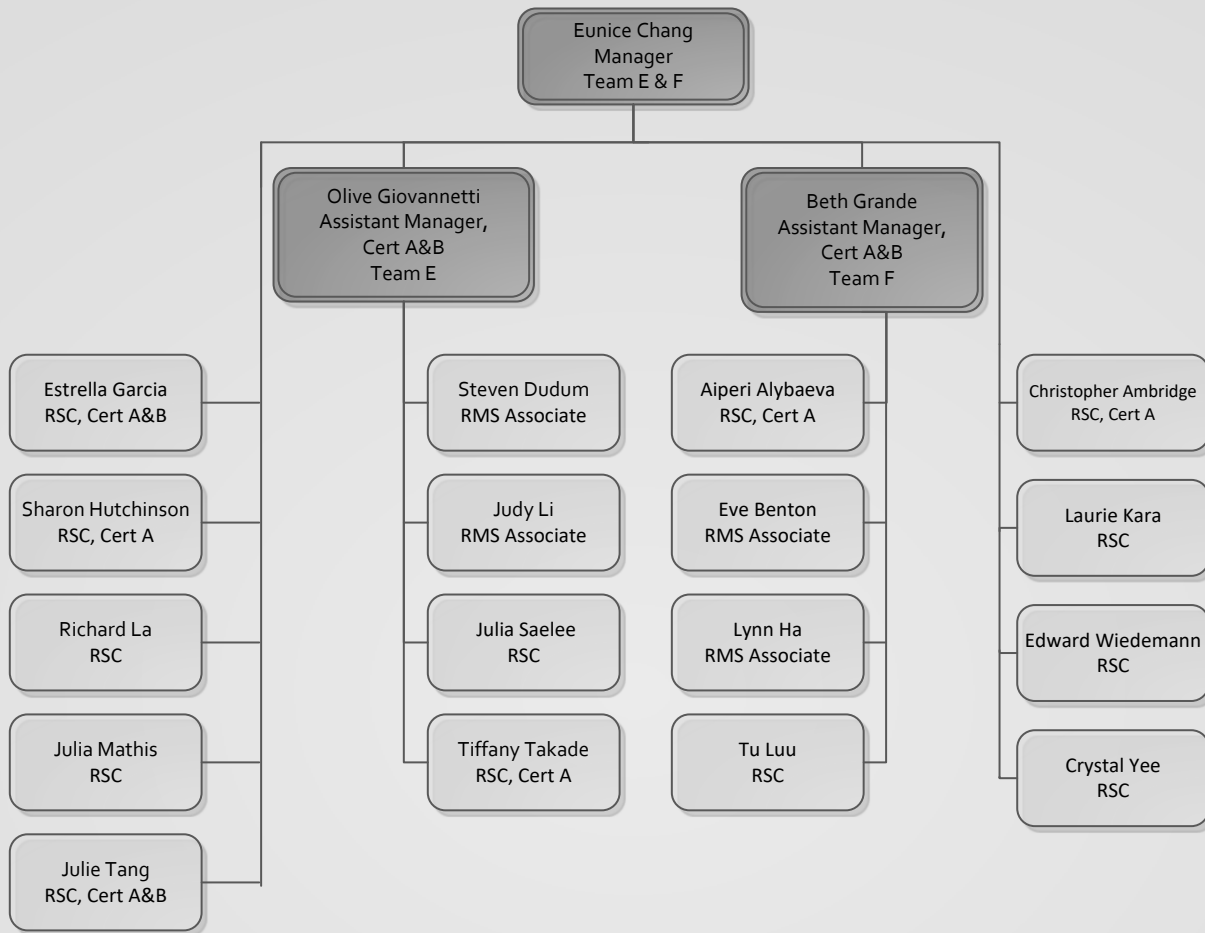 Eunice Chang
Manager
Team E & F
Olive Giovannetti
Assistant Manager,
Cert A&B
Team E
Beth Grande
Assistant Manager,
Cert A&B
Team F
Estrella Garcia
RSC, Cert A&B
Sharon Hutchinson
RSC, Cert A
Richard La
RSC
Julia Mathis
RSC
Julie Tang
RSC, Cert A&B
Steven Dudum
RMS Associate
Judy Li
RMS Associate
Julia Saelee
RSC
Tiffany Takade
RSC, Cert A
Aiperi Alybaeva
RSC, Cert A
Eve Benton
RMS Associate
Lynn Ha
RMS Associate
Tu Luu
RSC
Christopher Ambridge
RSC, Cert A
Laurie Kara
RSC
Edward Wiedemann
RSC
Crystal Yee
RSC